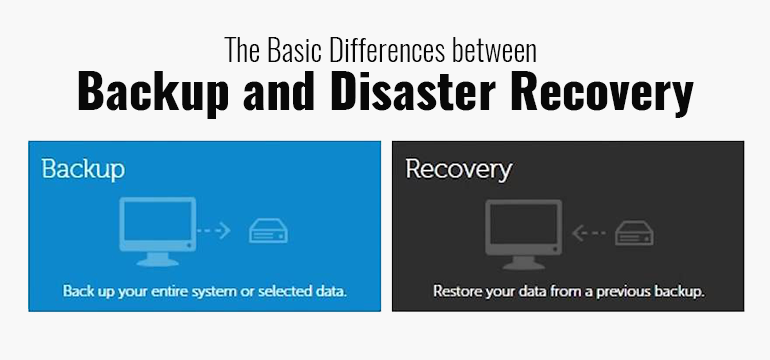 The Basic Differences between
Backup and Disaster Recovery
Backup
Back up your entire system or selected data.
Recovery
Restore your data from a previous backup.